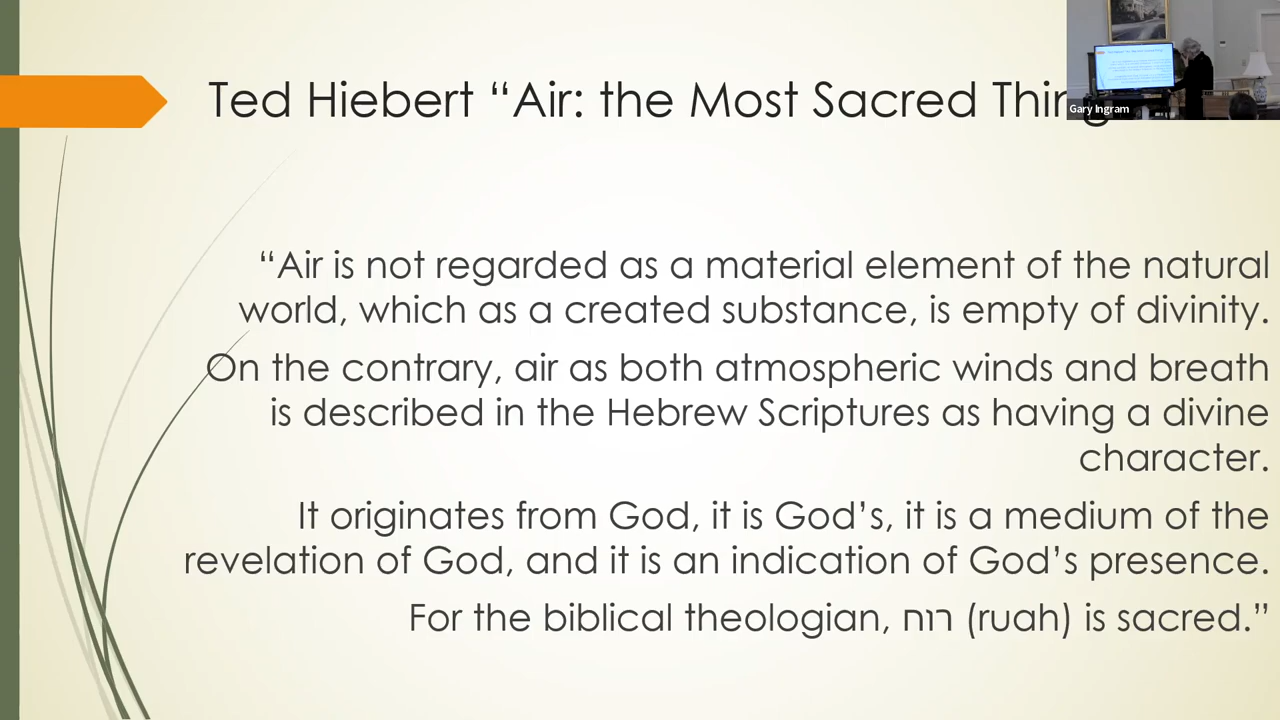 Ted Hiebert “Air: the Most Sacred Thing
Gary Ingram
“Air is not regarded as a material element of the natural
world, which as a created substance, is empty of divinity.
On the contrary, air as both atmospheric winds and breath
is described in the Hebrew Scriptures as having a divine
character.
It originates from God, it is God’s, it is a medium of the
revelation of God, and it is an indication of God’s presence.
For the biblical theologian, רוח (ruah) is sacred.”